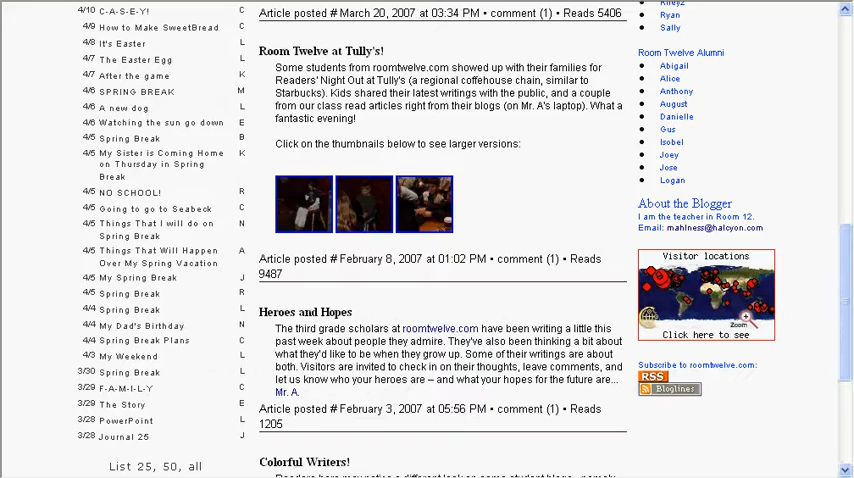 4/10 C-A-S-E-Y! C
4/9 How to Make SweetBread C
4/8 It's Easter L
4/7 The Easter Egg L
4/7 After the game K
4/6 SPRING BREAK M
4/6 A new dog L
4/6 Watching the sun go down E
4/5 Spring Break B
4/5 My Sister is Coming Home K
on Thursday in Spring
Break
4/5 NO SCHOOL! R
4/5 Going to go to Seabeck C
4/5 Things That I will do on N
Spring Break
4/5 Things That Will Happen A
Over My Spring Vacation
4/5 My Spring Break J
4/5 Spring Break R
4/4 Spring Break L
4/4 My Dad's Birthday N
4/4 Spring Break Plans C
4/3 My Weekend L
3/30 Spring Break L
3/29 F-A-M-I-L-Y C
3/29 The Story E
3/28 PowerPoint L
3/28 Journal 25 J
List 25, 50, all
Article posted # March 20, 2007 at 03:34 PM • comment (1) • Reads 5406
Room Twelve at Tully's!
Some students from roomtwelve.com showed up with their families for
Readers' Night Out at Tully's (a regional coffehouse chain, similar to
Starbucks). Kids shared their latest writings with the public, and a couple
from our class read articles right from their blogs (on Mr. A's laptop). What a
fantastic evening!
Click on the thumbnails below to see larger versions:
Article posted # February 8, 2007 at 01:02 PM • comment (1) • Reads
9487
Heroes and Hopes
The third grade scholars at roomtwelve.com have been writing a little this
past week about people they admire. They've also been thinking a bit about
what they'd like to be when they grow up. Some of their writings are about
both. Visitors are invited to check in on their thoughts, leave comments, and
let us know who your heroes are – and what your hopes for the future are...
Mr. A.
Article posted # February 3, 2007 at 05:56 PM • comment (1) • Reads
1205
Colorful Writers!
Riley2
Ryan
Sally
Room Twelve Alumni
Abigail
Alice
Anthony
August
Danielle
Gus
Isobel
Joey
Jose
Logan
About the Blogger
I am the teacher in Room 12.
Email: mahlness@halcyon.com
Visitor locations
Zoom
Click here to see
Subscribe to roomtwelve.com:
RSS
Bloglines